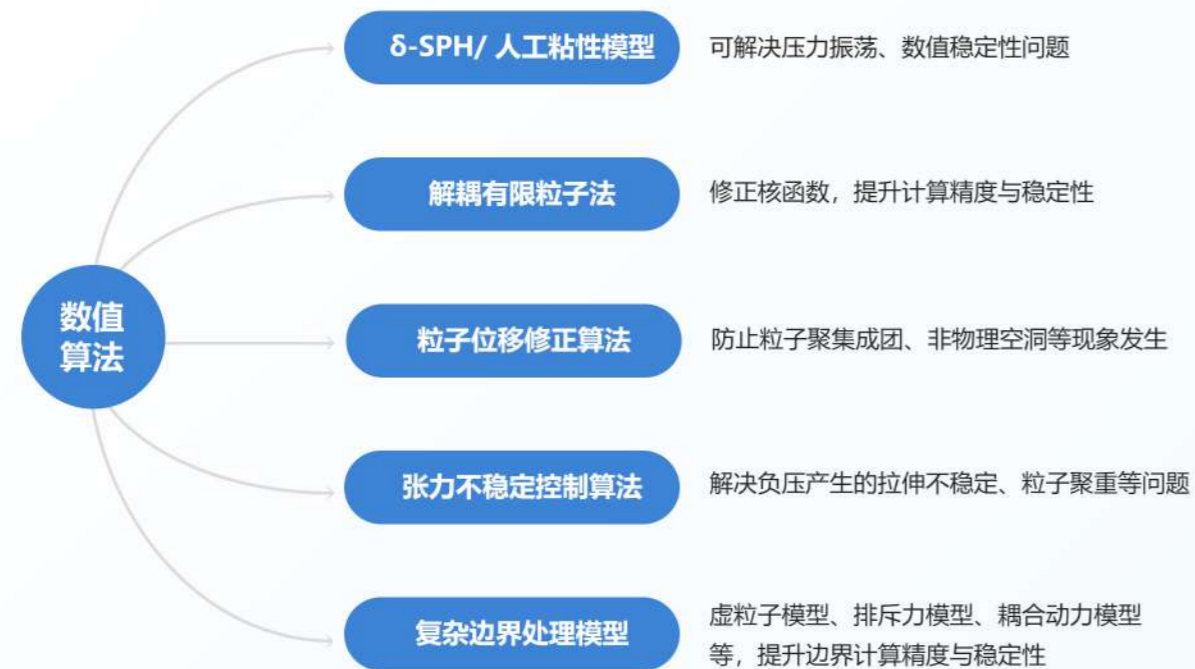 δ-SPH/ 人工粘性模型
可解决压力振荡、数值稳定性问题
解耦有限粒子法
修正核函数，提升计算精度与稳定性
数值
算法
粒子位移修正算法
防止粒子聚集成团、非物理空洞等现象发生
张力不稳定控制算法
解决负压产生的拉伸不稳定、粒子聚重等问题
复杂边界处理模型
虚粒子模型、排斥力模型、耦合动力模型
等，提升边界计算精度与稳定性